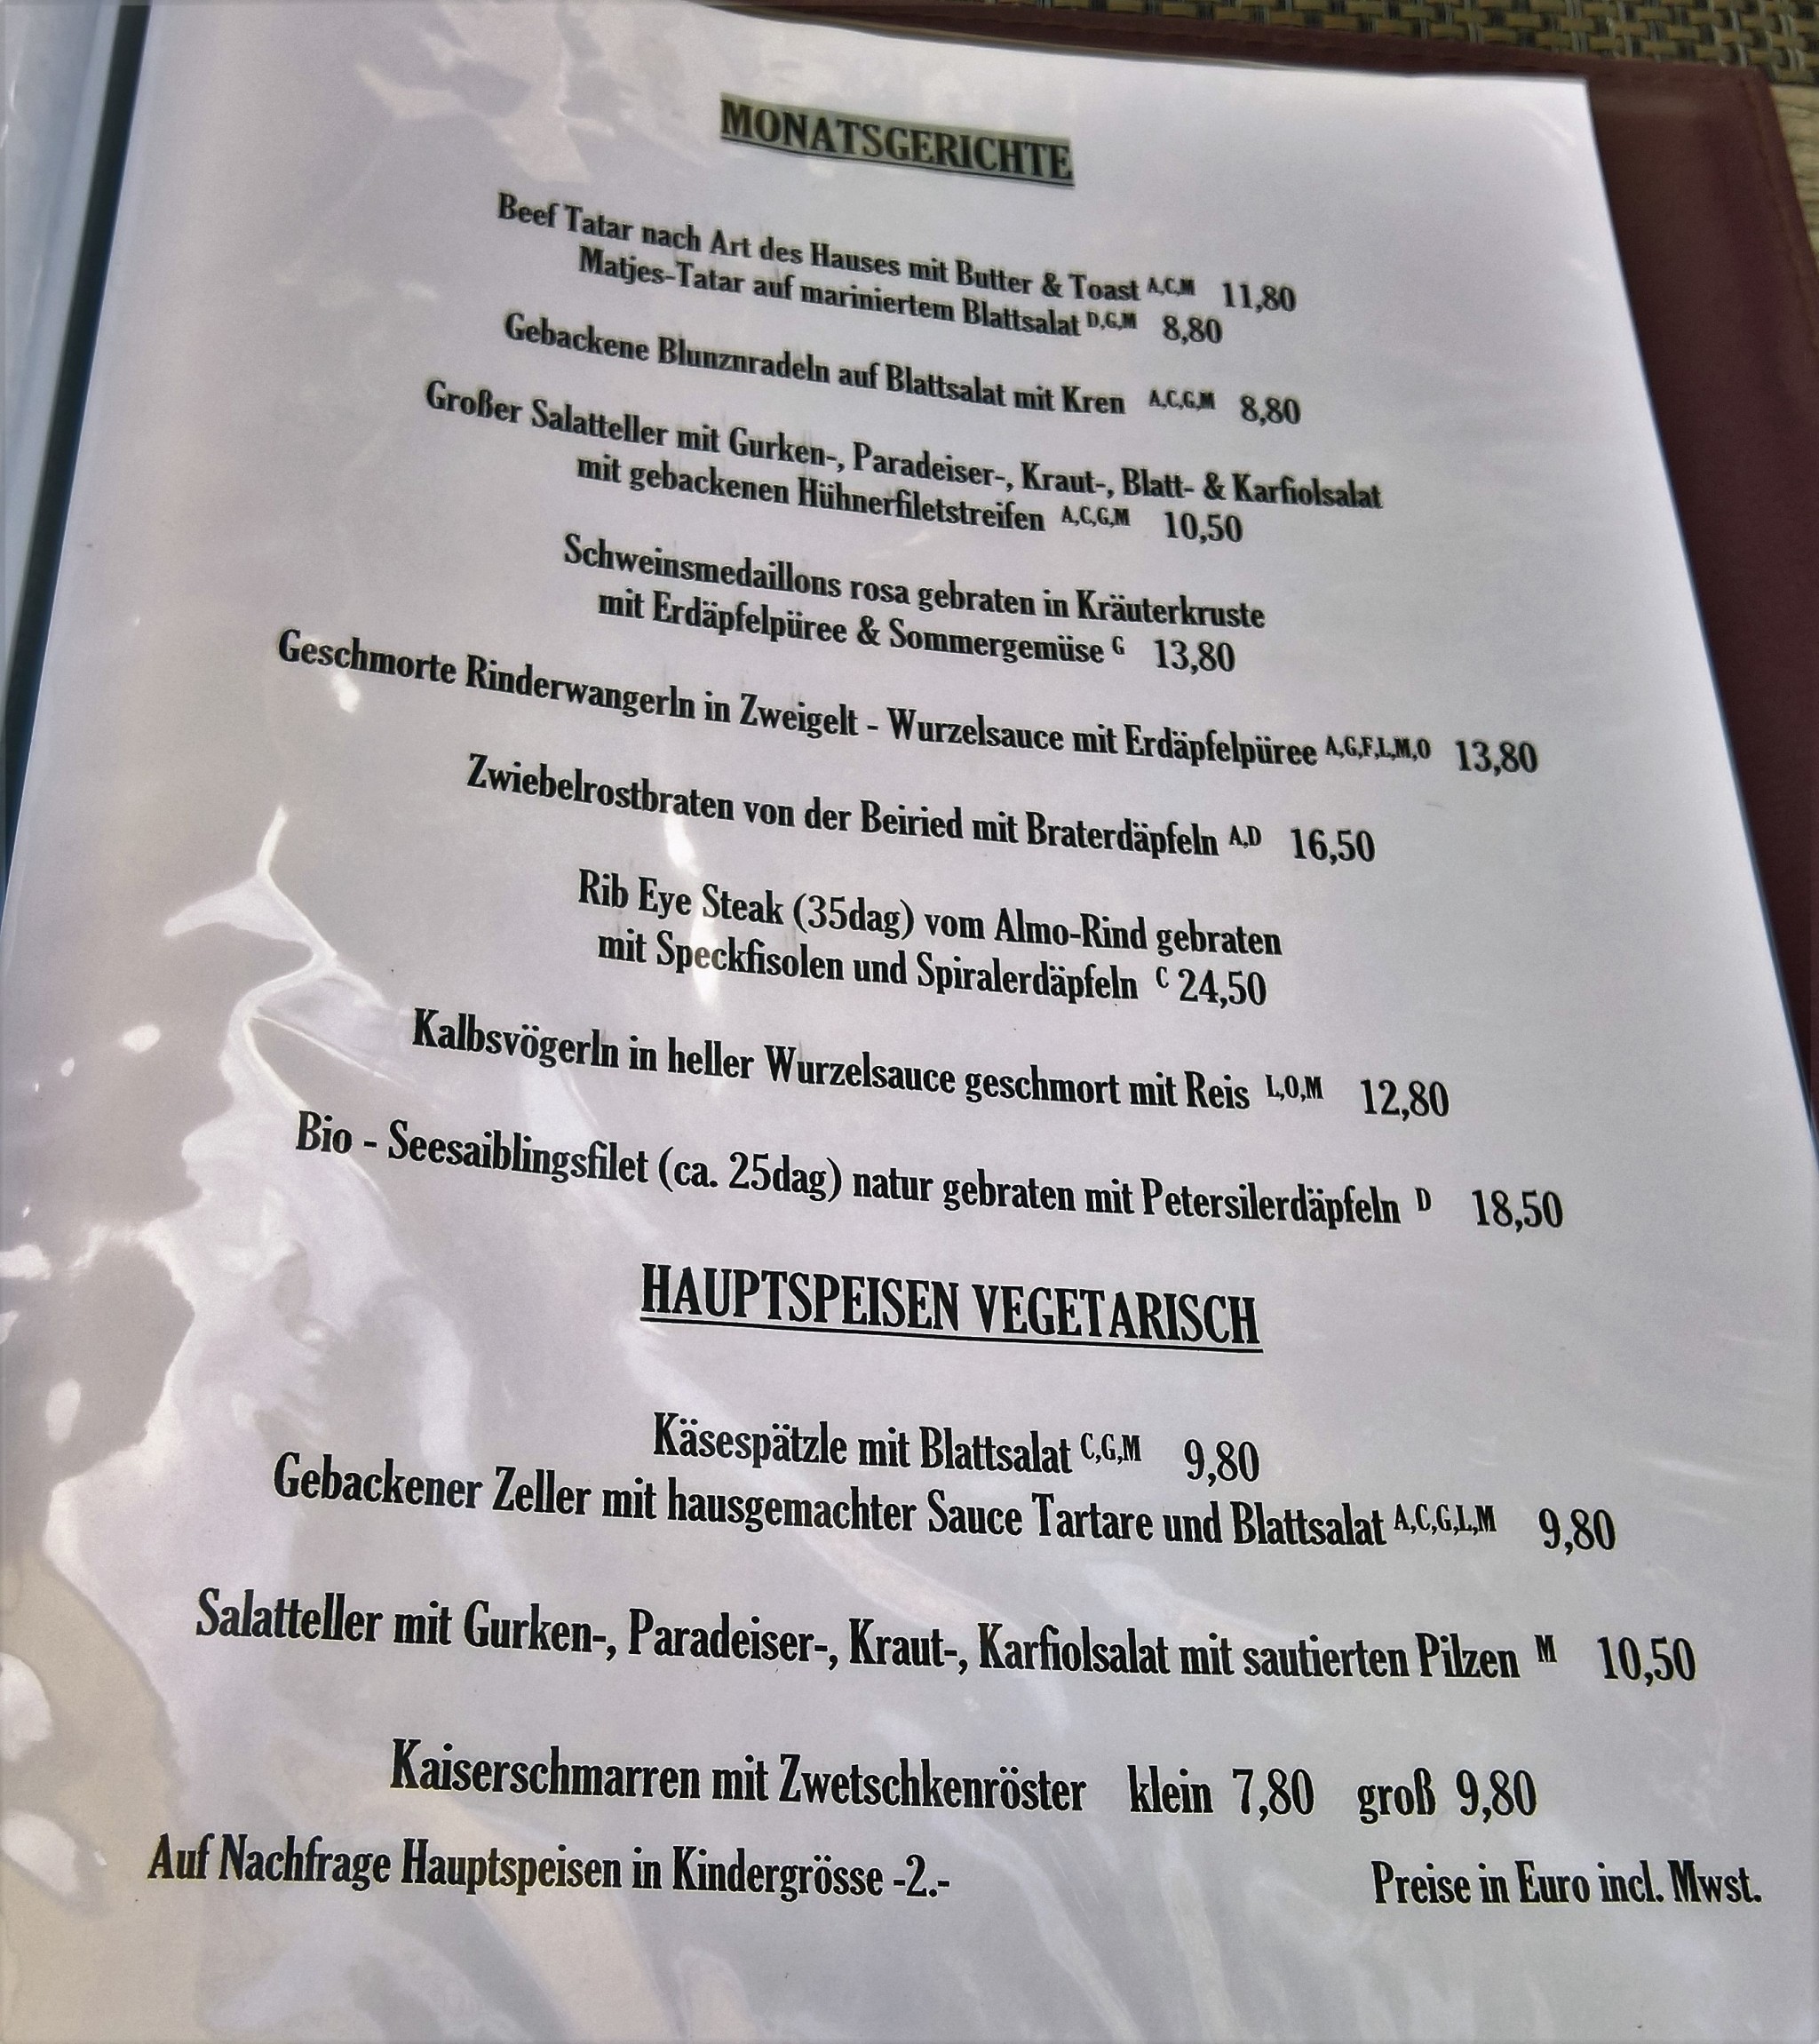 MONATSGERICHTE
Beef Tatar nach Art des Hauses mit Butter & Toast A,C,M 11,80
Matjes-Tatar auf mariniertem Blattsalat D,G,M 8,80
Gebackene Blunznradeln auf Blattsalat mit Kren A,C,G,M 8,80
Großer Salatteller mit Gurken-, Paradeiser-, Kraut-, Blatt- & Karfiolsalat
mit gebackenen Hühnerfiletstreifen A,C,G,M 10,50
Schweinsmedaillons rosa gebraten in Kräuterkruste
mit Erdäpfelpüree & Sommergemüse G 13,80
Geschmorte Rinderwangerln in Zweigelt - Wurzelsauce mit Erdäpfelpüree A,G,F,L,M,O 13,80
Zwiebelrostbraten von der Beiried mit Braterdäpfeln A,D 16,50
Rib Eye Steak (35dag) vom Almo-Rind gebraten
mit Speckfisolen und Spiralerdäpfeln C 24,50
Kalbsvögerln in heller Wurzelsauce geschmort mit Reis L,O,M 12,80
Bio - Seesaiblingsfilet (ca. 25dag) natur gebraten mit Petersilerdäpfeln D 18,50
HAUPTSPEISEN VEGETARISCH
Käsespätzle mit Blattsalat C,G,M 9,80
Gebackener Zeller mit hausgemachter Sauce Tartare und Blattsalat A,C,G,L,M 9,80
Salatteller mit Gurken-, Paradeiser-, Kraut-, Karfiolsalat mit sautierten Pilzen M 10,50
Kaiserschmarren mit Zwetschkenröster klein 7,80 groß 9,80
Auf Nachfrage Hauptspeisen in Kindergrösse -2.- Preise in Euro incl. Mwst.